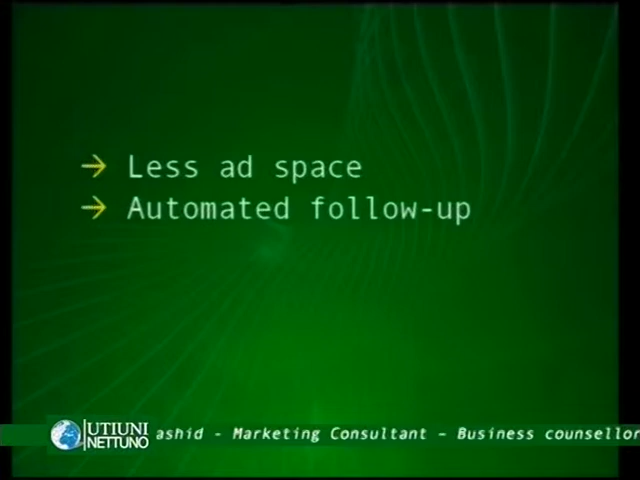 → Less ad space
→ Automated follow-up
UTIUNI
NETTUNO
ashid - Marketing Consultant – Business counsellor